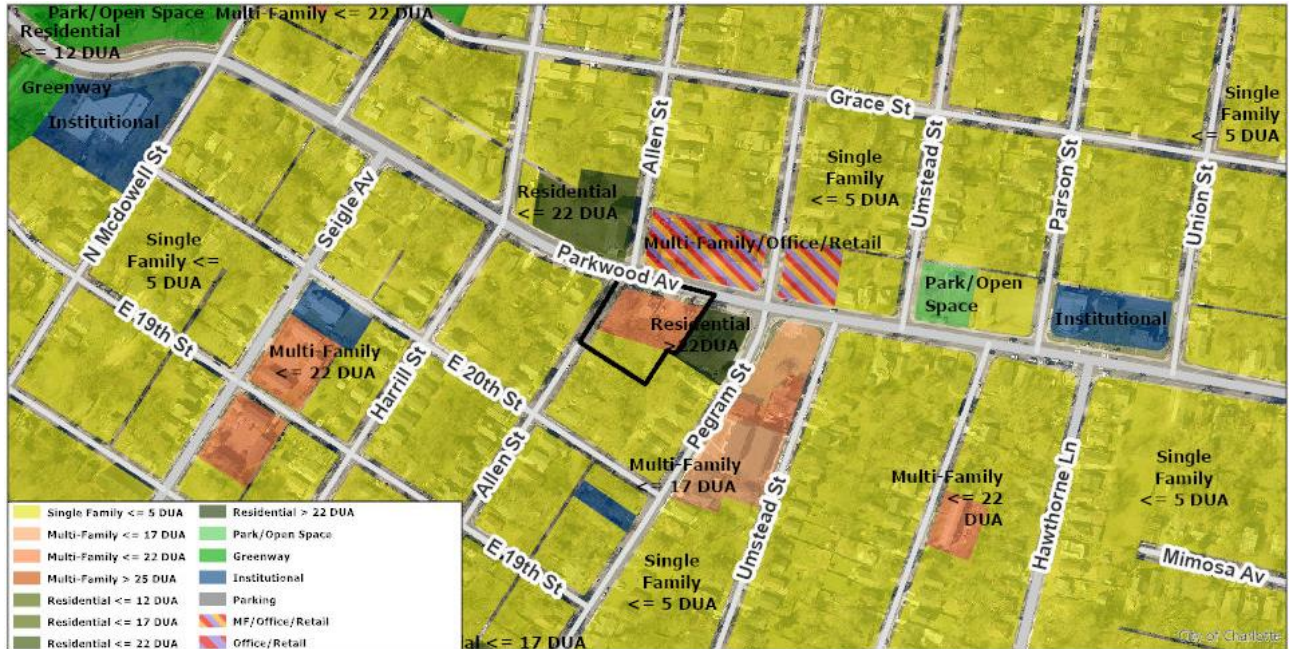 Park/Open Space
Multi-Family <= 22 DUA
Residential
<= 12 DUA
Greenway
Institutional
N Mcdowell St
Seigle Av
Allen St
Grace St
Umstead St
Parson St
Union St
Single
Family
<= 5 DUA
Single
Family
<= 5 DUA
Residential
<= 22 DUA
Multi-Family/Office/Retail
Parkwood Av
Single
Family <=
5 DUA
Park/Open
Space
Institutional
Residential
>22DUA
E 19th St
Multi-Family
<= 22 DUA
Harrill St
E 20th St
Pegram St
Allen St
Multi-Family
<= 17 DUA
Umstead St
Multi-Family
<= 22
DUA
Hawthorne Ln
Single
Family
<= 5 DUA
E 19th St
Single
Family
<= 5 DUA
Mimosa Av
Single Family <= 5 DUA
Multi-Family <= 17 DUA
Multi-Family <= 22 DUA
Multi-Family > 25 DUA
Residential <= 12 DUA
Residential <= 17 DUA
Residential <= 22 DUA
Residential > 22 DUA
Park/Open Space
Greenway
Institutional
Parking
MF/Office/Retail
Office/Retail
ial <= 17 DUA
City of Charlotte